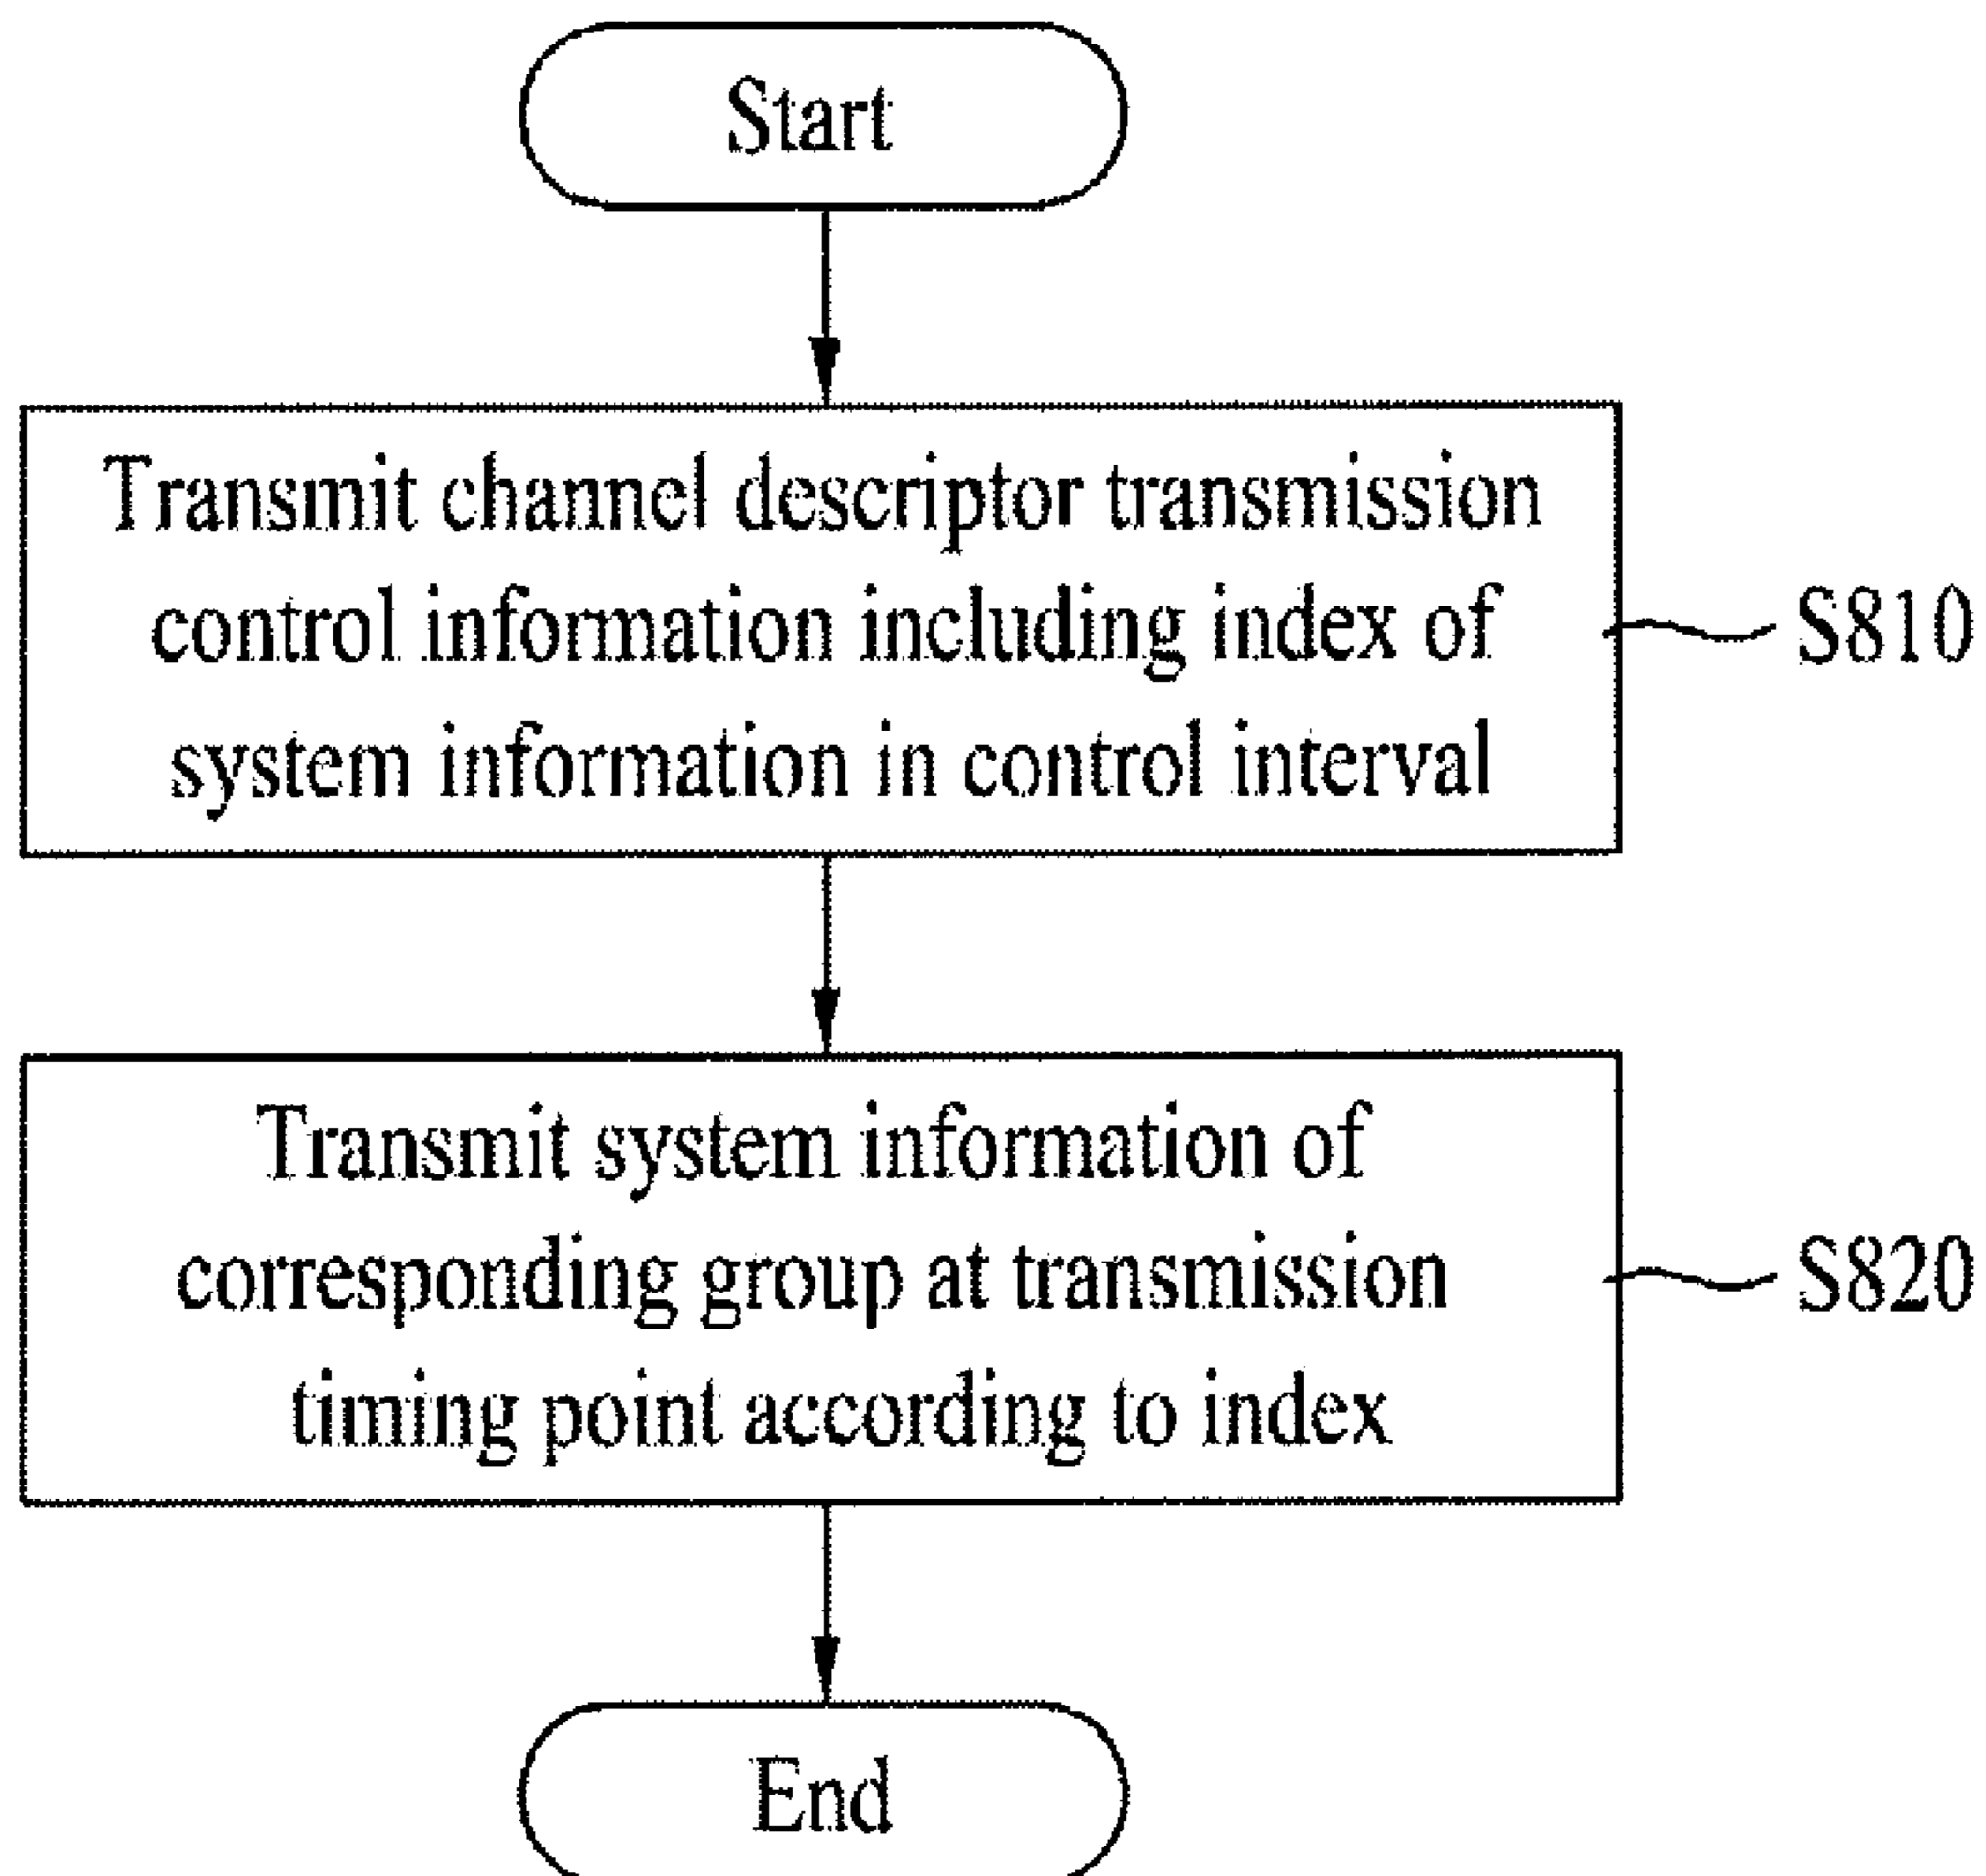 Start
Transmit channel descriptor transmission
control information including index of
system information in control interval
S810
Transmit system information of
corresponding group at transmission
timing point according to index
S820
End